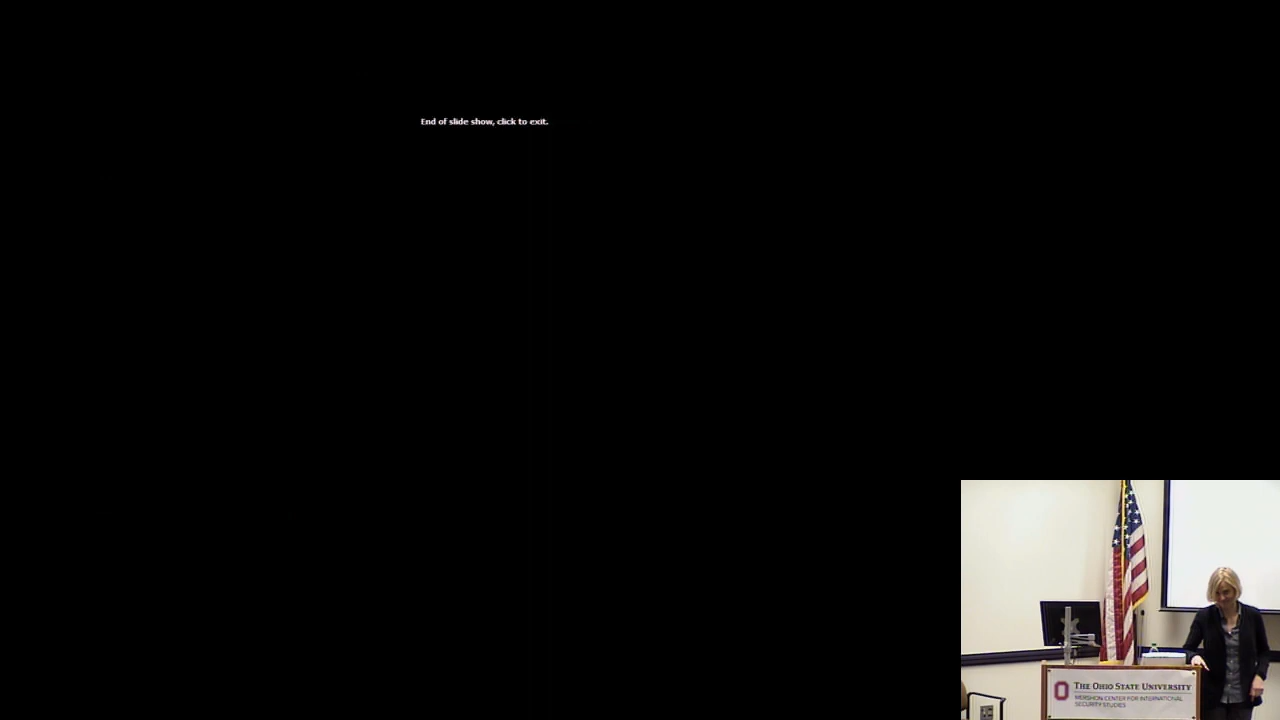 End of slide show, click to exit.
THE OHIO STATE UNIVERSITY
MERSHON CENTER FOR INTERNATIONAL
SECURITY STUDIES